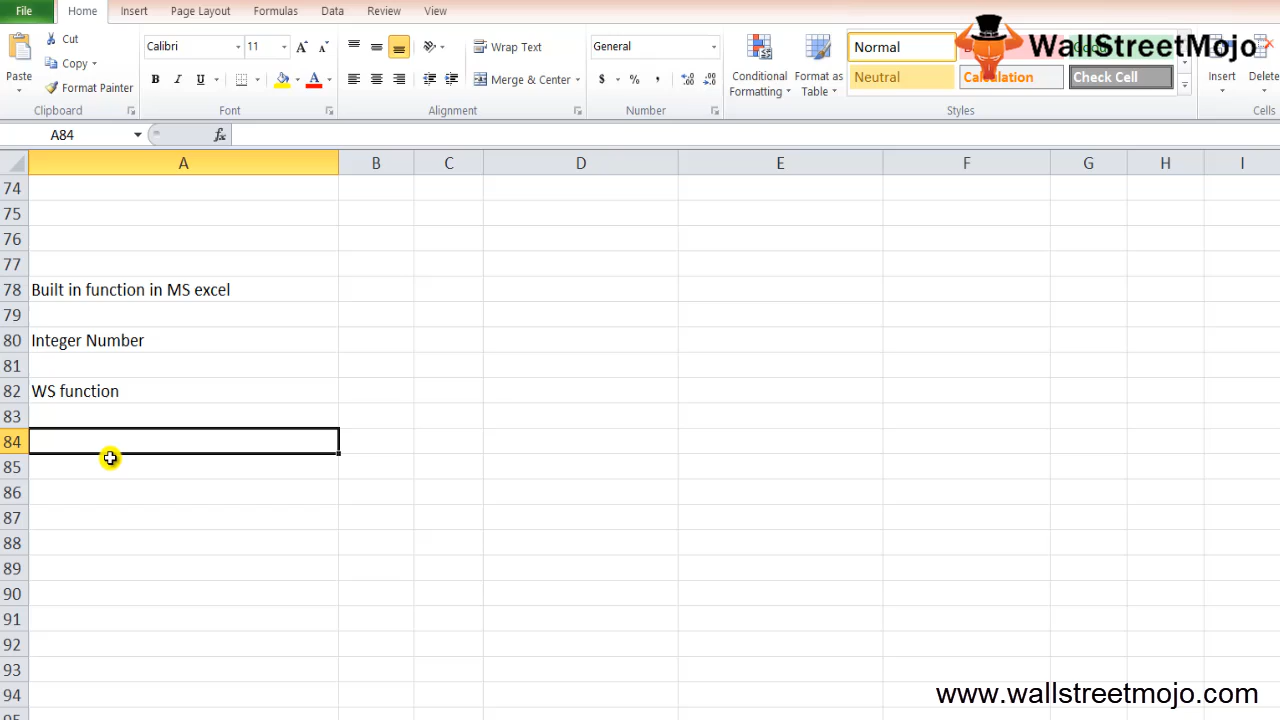 File Home Insert Page Layout Formulas Data Review View
Cut
Copy
Format Painter
Paste
Clipboard
Calibri 11
A A
B I U A
Font
Wrap Text
Merge & Center
Alignment
General
$ % ,
Number
Conditional
Formatting
Format as
Table
Normal
Neutral Calculation Check Cell
Styles
WallStreetMojo
Insert Delete
Cells
A84 fx
A B C D E F G H I
74
75
76
77
78 Built in function in MS excel
79
80 Integer Number
81
82 WS function
83
84
85
86
87
88
89
90
91
92
93
94
www.wallstreetmojo.com